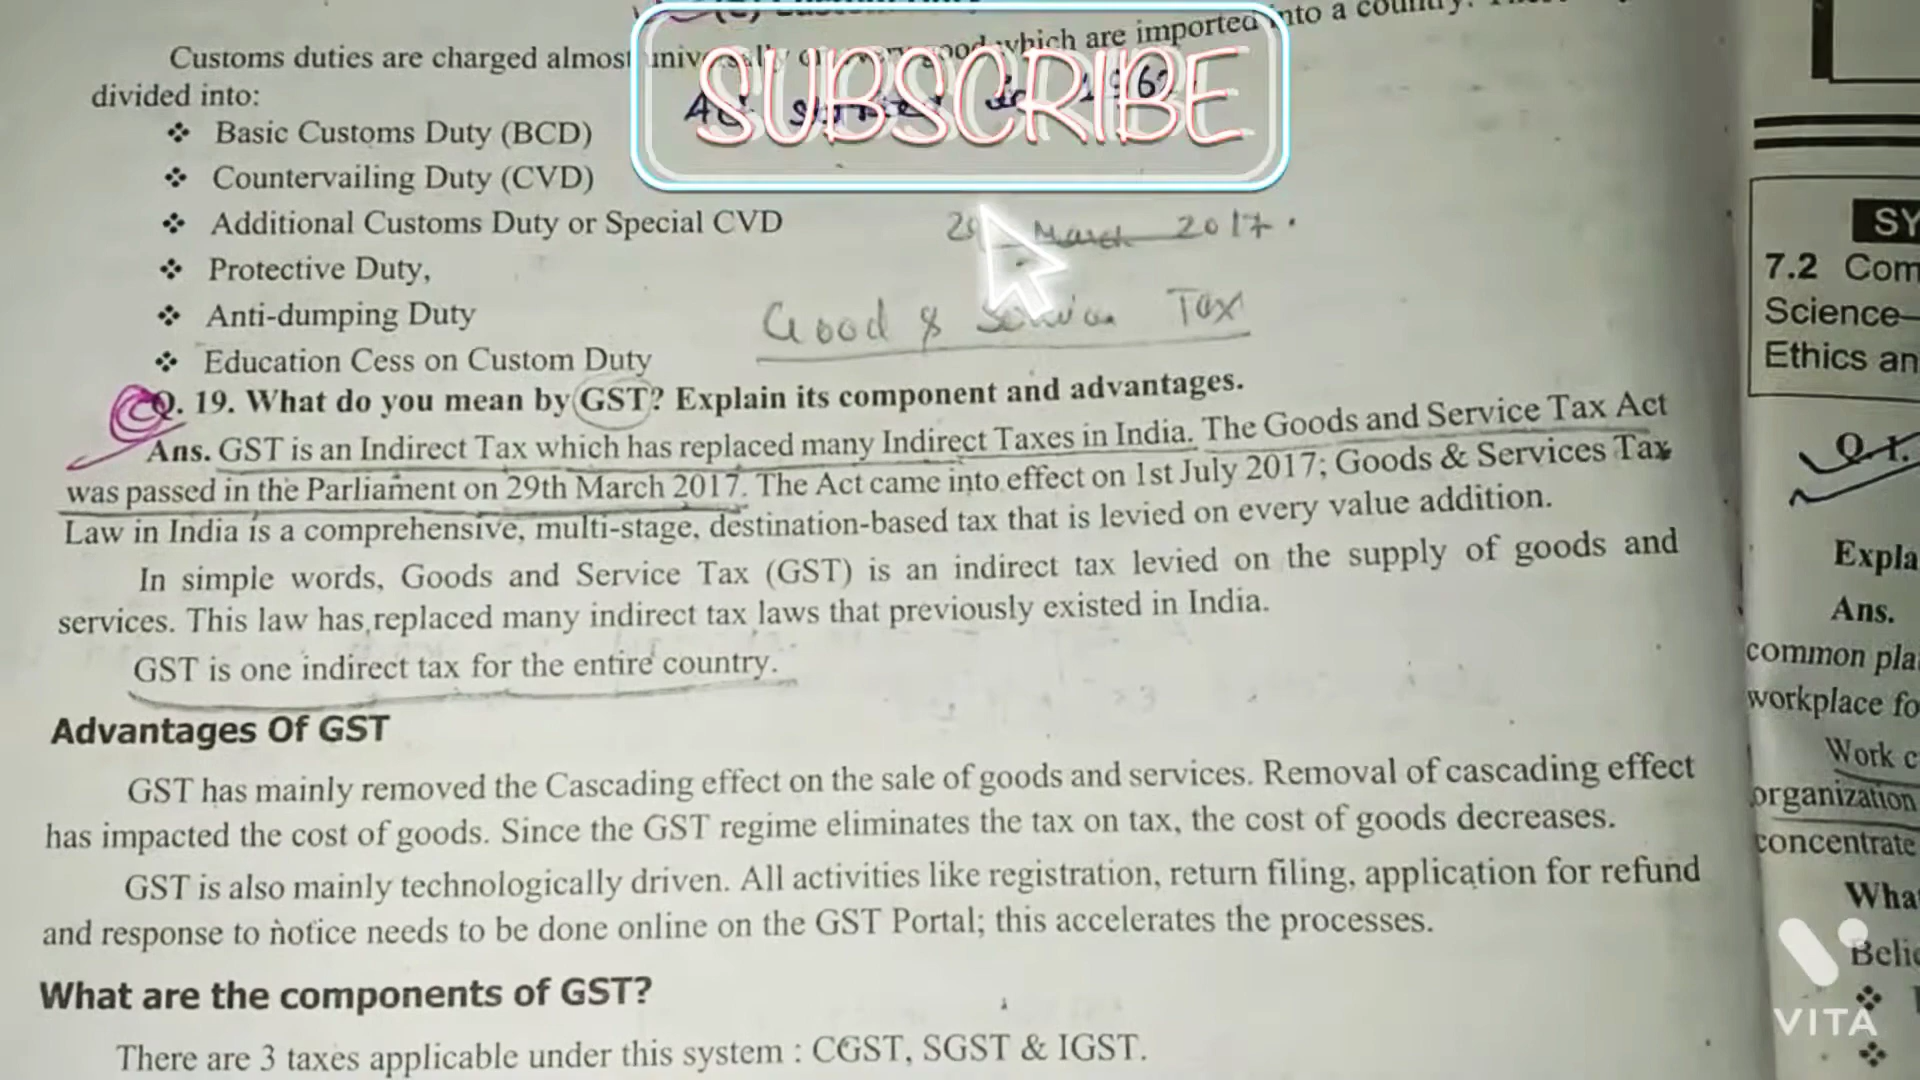 Customs duties are charged almost universally on every good which are imported into a country.
divided into:
SUBSCRIBE
Act started in 1962
❖ Basic Customs Duty (BCD)
❖ Countervailing Duty (CVD)
❖ Additional Customs Duty or Special CVD
29 March 2017.
❖ Protective Duty,
❖ Anti-dumping Duty
Good & Service Tax
❖ Education Cess on Custom Duty
Q. 19. What do you mean by GST? Explain its component and advantages.
Ans. GST is an Indirect Tax which has replaced many Indirect Taxes in India. The Goods and Service Tax Act
was passed in the Parliament on 29th March 2017. The Act came into effect on 1st July 2017; Goods & Services Tax
Law in India is a comprehensive, multi-stage, destination-based tax that is levied on every value addition.
In simple words, Goods and Service Tax (GST) is an indirect tax levied on the supply of goods and
services. This law has replaced many indirect tax laws that previously existed in India.
GST is one indirect tax for the entire country.
Advantages Of GST
GST has mainly removed the Cascading effect on the sale of goods and services. Removal of cascading effect
has impacted the cost of goods. Since the GST regime eliminates the tax on tax, the cost of goods decreases.
GST is also mainly technologically driven. All activities like registration, return filing, application for refund
and response to notice needs to be done online on the GST Portal; this accelerates the processes.
What are the components of GST?
There are 3 taxes applicable under this system : CGST, SGST & IGST.
SY
7.2 Com
Science–
Ethics an
Q.1.
Expla
Ans.
common pla
workplace fo
Work c
organization
concentrate
What
Belie
VITA